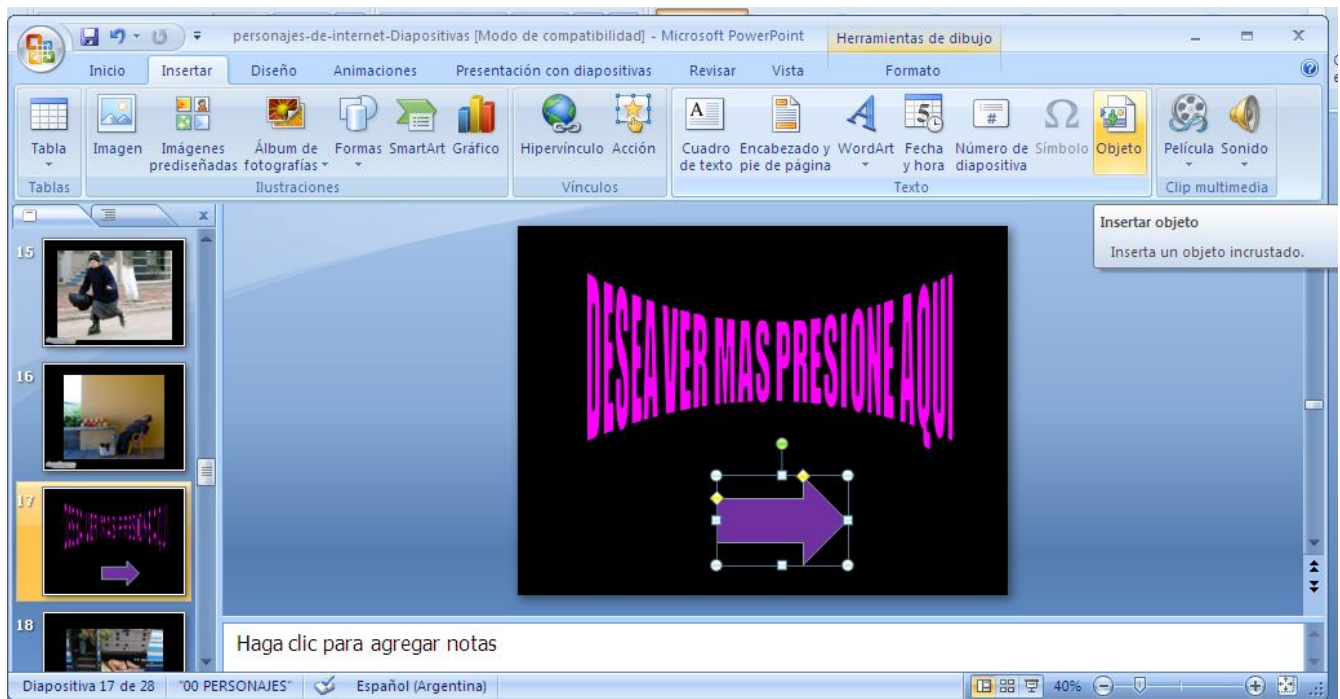 personajes-de-internet-Diapositivas [Modo de compatibilidad] - Microsoft PowerPoint
Herramientas de dibujo
Inicio Insertar Diseño Animaciones Presentación con diapositivas Revisar Vista Formato
Tabla
Tablas
Imagen Imágenes prediseñadas Álbum de fotografías Formas SmartArt Gráfico
Ilustraciones
Hipervínculo Acción
Vínculos
Cuadro de texto Encabezado y pie de página WordArt Fecha y hora Número de diapositiva Símbolo Objeto
Texto
Película Sonido
Clip multimedia
Insertar objeto
Inserta un objeto incrustado.
15
16
17
18
DESEA VER MAS PRESIONE AQUI
Haga clic para agregar notas
Diapositiva 17 de 28 "00 PERSONAJES" Español (Argentina) 40%